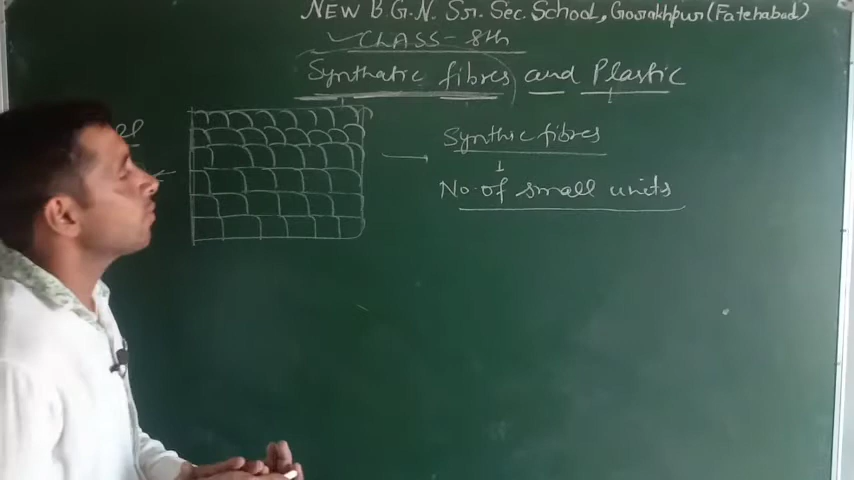 NEW B.G.N. Sr. Sec. School, Gorakhpur (Fatehabad)
CLASS - 8th
Synthatic fibres and Plastic
Synthic fibres
No. of small units